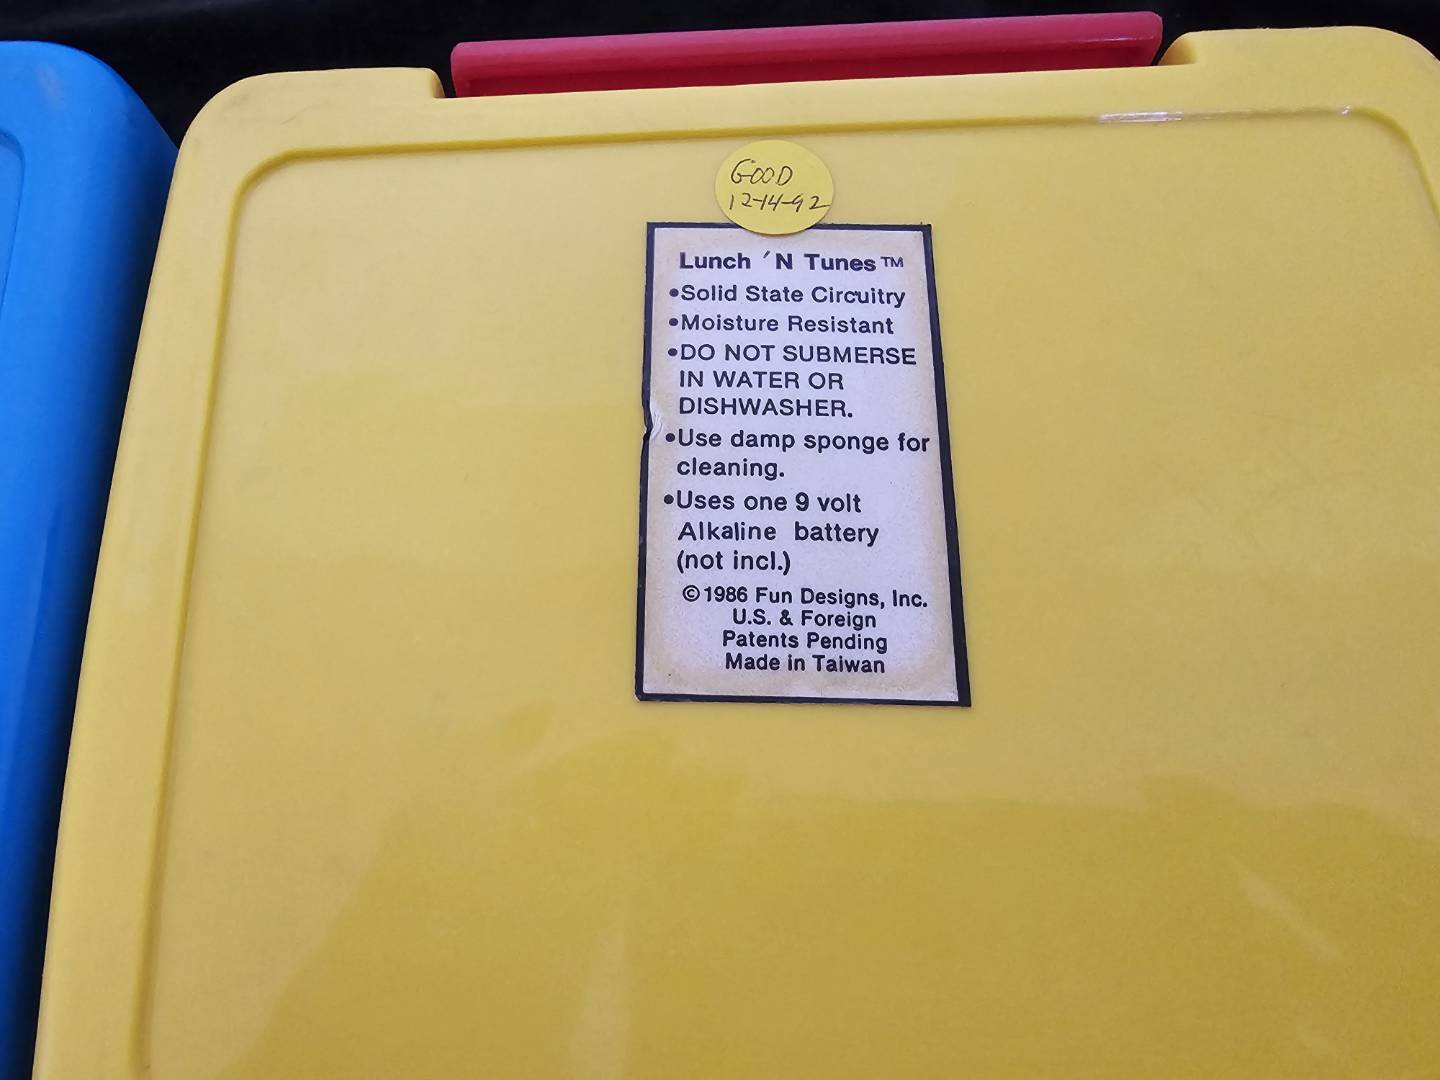 GOOD
12-14-92
Lunch 'N Tunes™
•Solid State Circuitry
•Moisture Resistant
•DO NOT SUBMERSE
IN WATER OR
DISHWASHER.
•Use damp sponge for
cleaning.
•Uses one 9 volt
Alkaline battery
(not incl.)
©1986 Fun Designs, Inc.
U.S. & Foreign
Patents Pending
Made in Taiwan